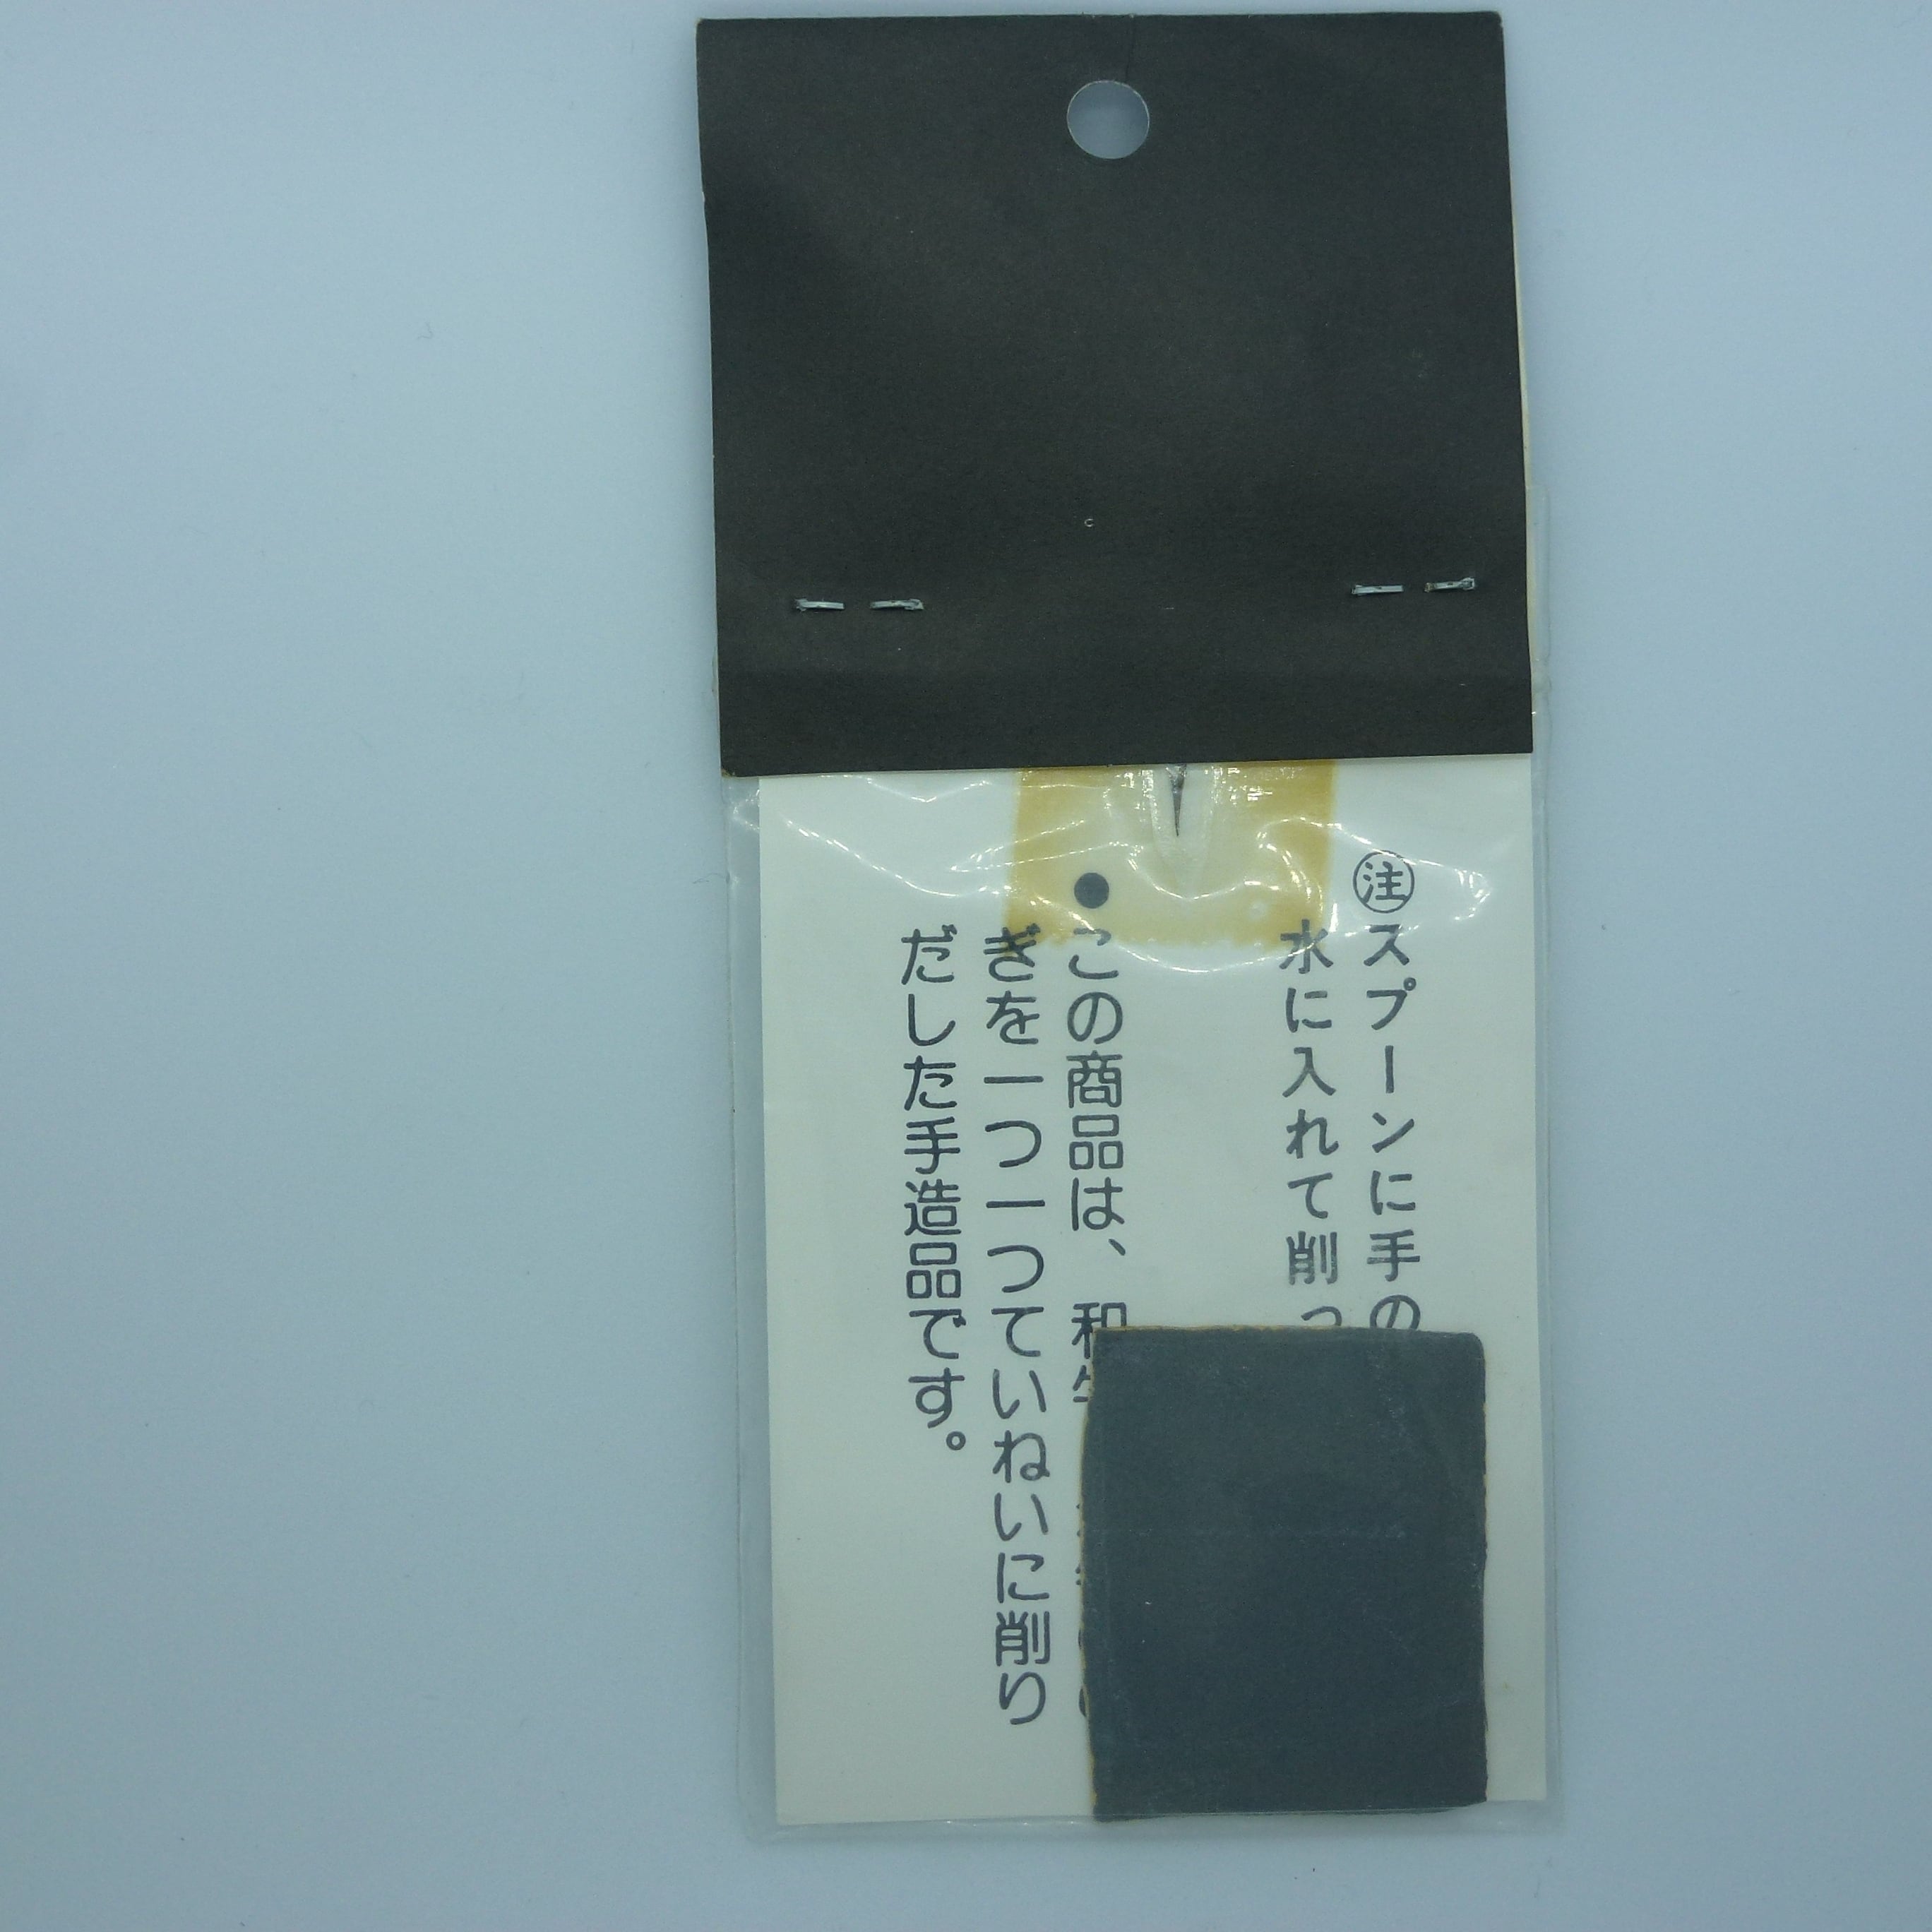 ㊟スプーンに手の
水に入れて削っ
●この商品は、和牛
ぎを一つ一つていねいに削り
だした手造品です。